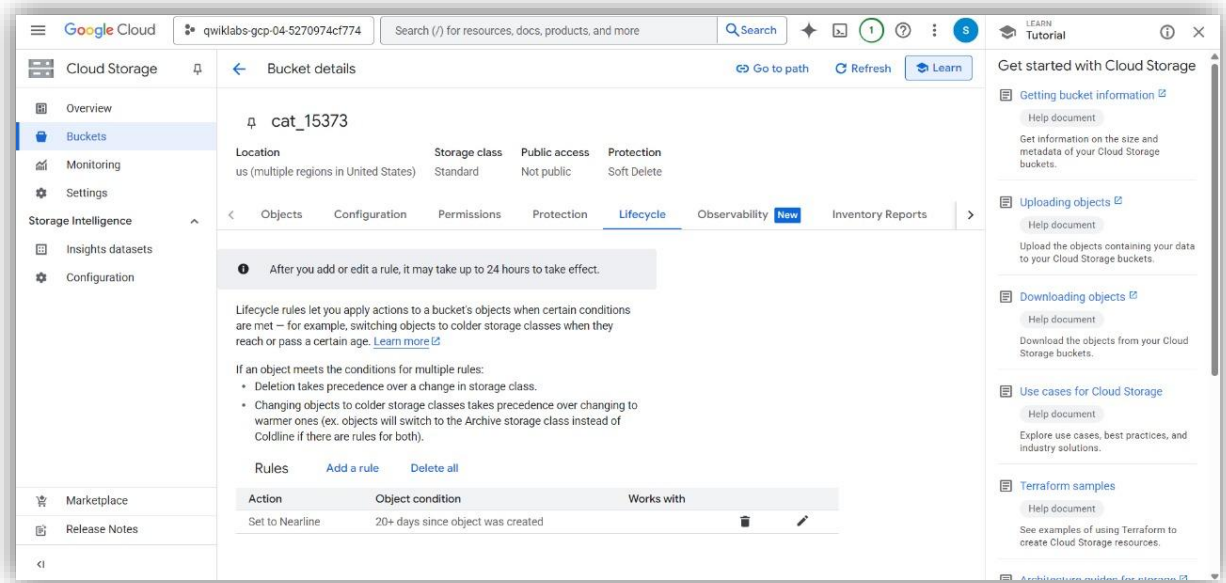 Google Cloud
qwiklabs-gcp-04-5270974cf774
Search (/) for resources, docs, products, and more
Search
1
S
Cloud Storage
Overview
Buckets
Monitoring
Settings
Storage Intelligence
Insights datasets
Configuration
Marketplace
Release Notes
Bucket details
Go to path
Refresh
Learn
cat_15373
Location
us (multiple regions in United States)
Storage class
Standard
Public access
Not public
Protection
Soft Delete
Objects
Configuration
Permissions
Protection
Lifecycle
Observability New
Inventory Reports
After you add or edit a rule, it may take up to 24 hours to take effect.
Lifecycle rules let you apply actions to a bucket's objects when certain conditions
are met — for example, switching objects to colder storage classes when they
reach or pass a certain age. Learn more
If an object meets the conditions for multiple rules:
• Deletion takes precedence over a change in storage class.
• Changing objects to colder storage classes takes precedence over changing to
warmer ones (ex. objects will switch to the Archive storage class instead of
Coldline if there are rules for both).
Rules Add a rule Delete all
Action Object condition Works with
Set to Nearline 20+ days since object was created
LEARN
Tutorial
Get started with Cloud Storage
Getting bucket information
Help document
Get information on the size and
metadata of your Cloud Storage
buckets.
Uploading objects
Help document
Upload the objects containing your data
to your Cloud Storage buckets.
Downloading objects
Help document
Download the objects from your Cloud
Storage buckets.
Use cases for Cloud Storage
Help document
Explore use cases, best practices, and
industry solutions.
Terraform samples
Help document
See examples of using Terraform to
create Cloud Storage resources.
Architecture guides for storage